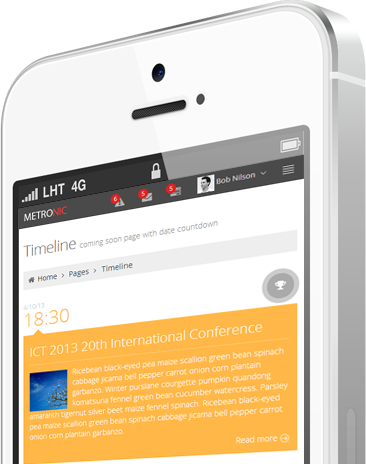 LHT 4G
METRONIC
6
5
5
Bob Nilson
Timeline coming soon page with date countdown
Home > Pages > Timeline
4/10/13
18:30
ICT 2013 20th International Conference
Ricebean black-eyed pea maize scallion green bean spinach
cabbage jícama bell pepper carrot onion corn plantain
garbanzo. Winter purslane courgette pumpkin quandong
komatsuna fennel green bean cucumber watercress. Parsley
amaranth tigernut silver beet maize fennel spinach. Ricebean black-eyed
pea maize scallion green bean spinach cabbage jícama bell pepper carrot
onion corn plantain garbanzo.
Read more